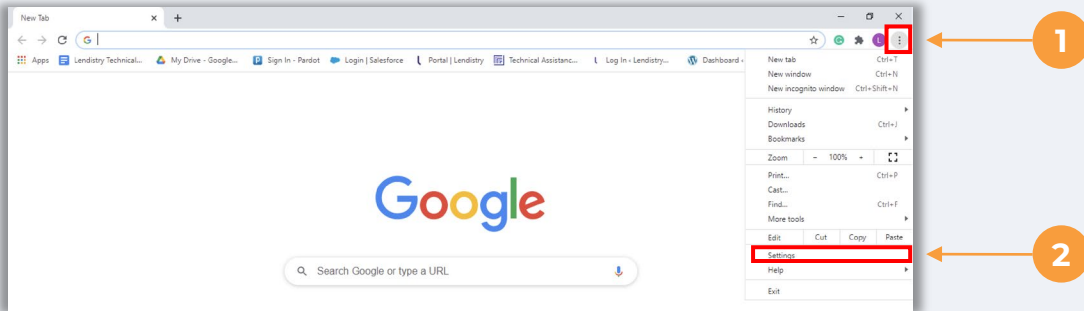 New Tab
G
Apps Lendistry Technical... My Drive - Google... Sign In - Pardot Login | Salesforce Portal | Lendistry Technical Assistanc... Log In ‹ Lendistry... Dashboard ‹
L
1
New tab Ctrl+T
New window Ctrl+N
New incognito window Ctrl+Shift+N
History
Downloads Ctrl+J
Bookmarks
Zoom - 100% +
Print... Ctrl+P
Cast...
Find... Ctrl+F
More tools
Edit Cut Copy Paste
Settings
2
Help
Exit
Google
Search Google or type a URL